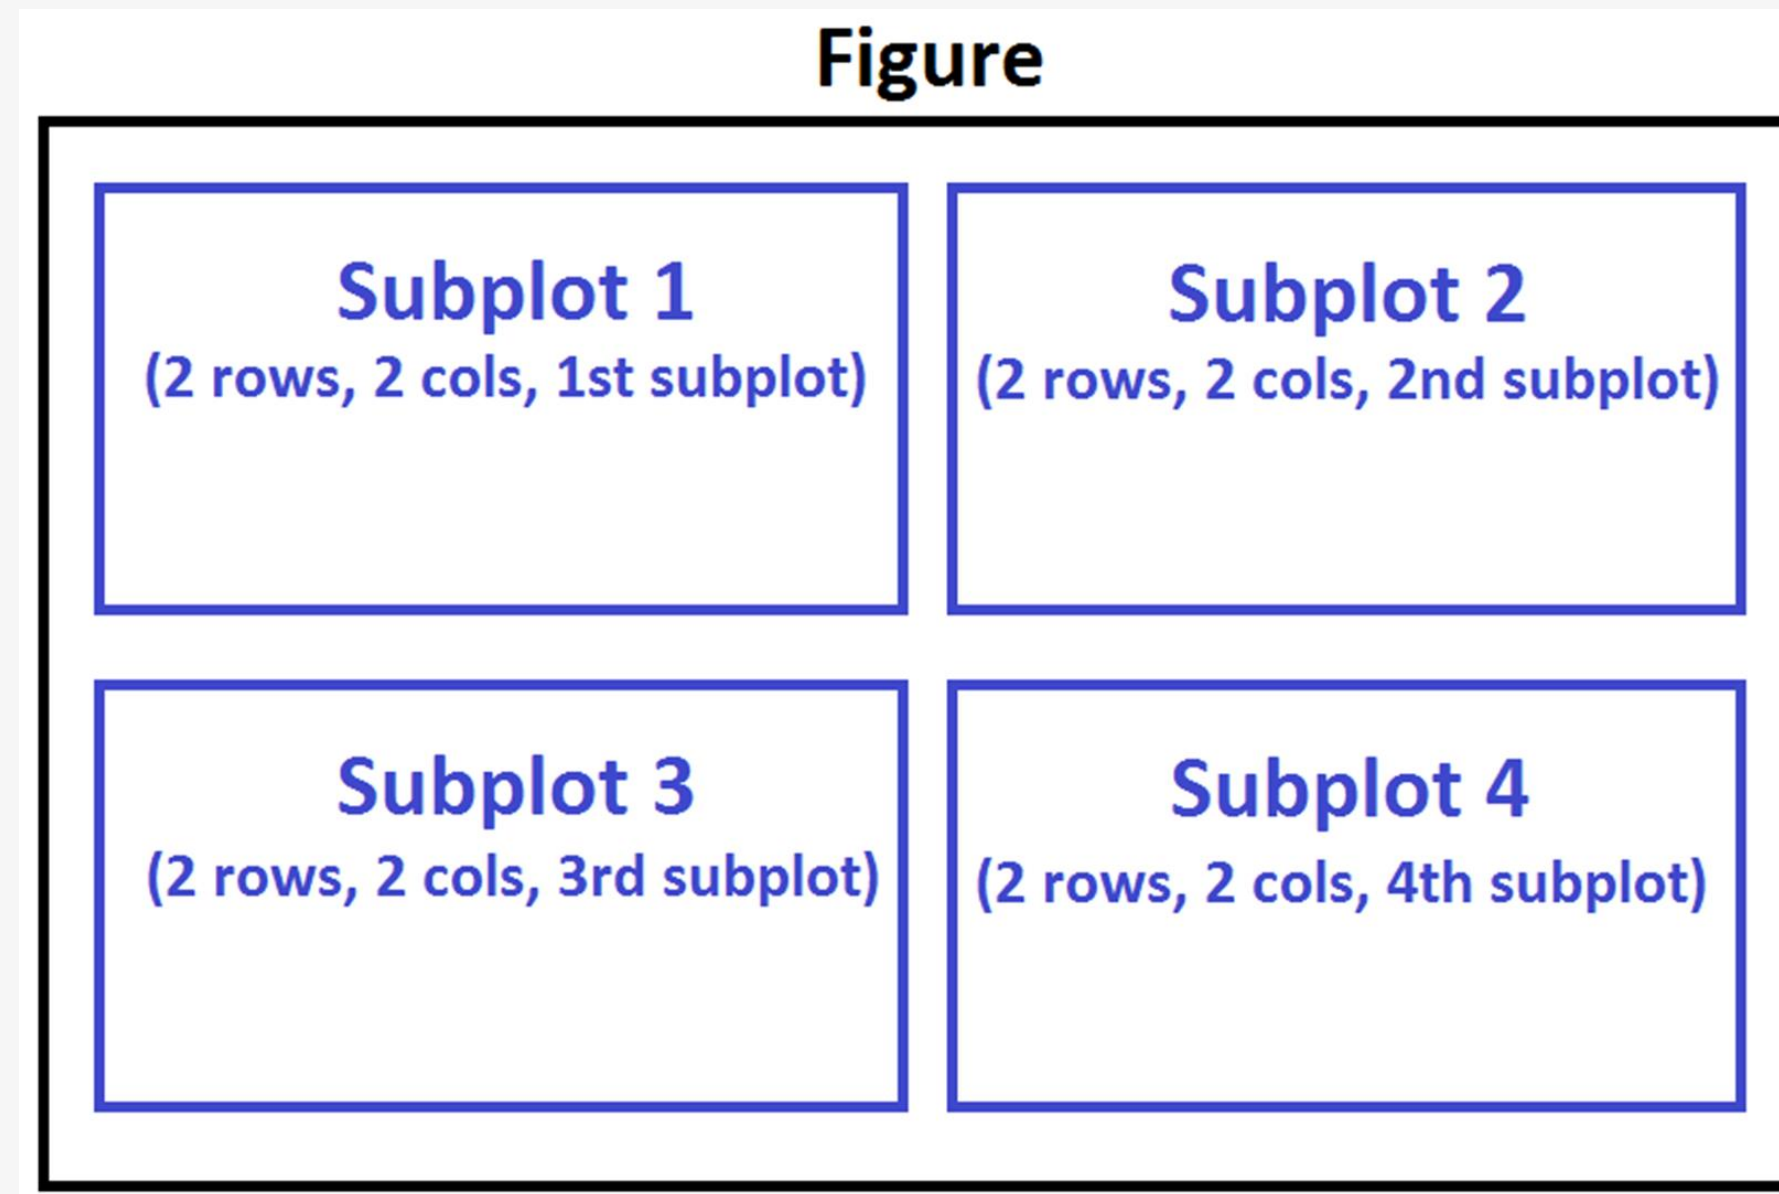 Figure
Subplot 1
(2 rows, 2 cols, 1st subplot)
Subplot 2
(2 rows, 2 cols, 2nd subplot)
Subplot 3
(2 rows, 2 cols, 3rd subplot)
Subplot 4
(2 rows, 2 cols, 4th subplot)